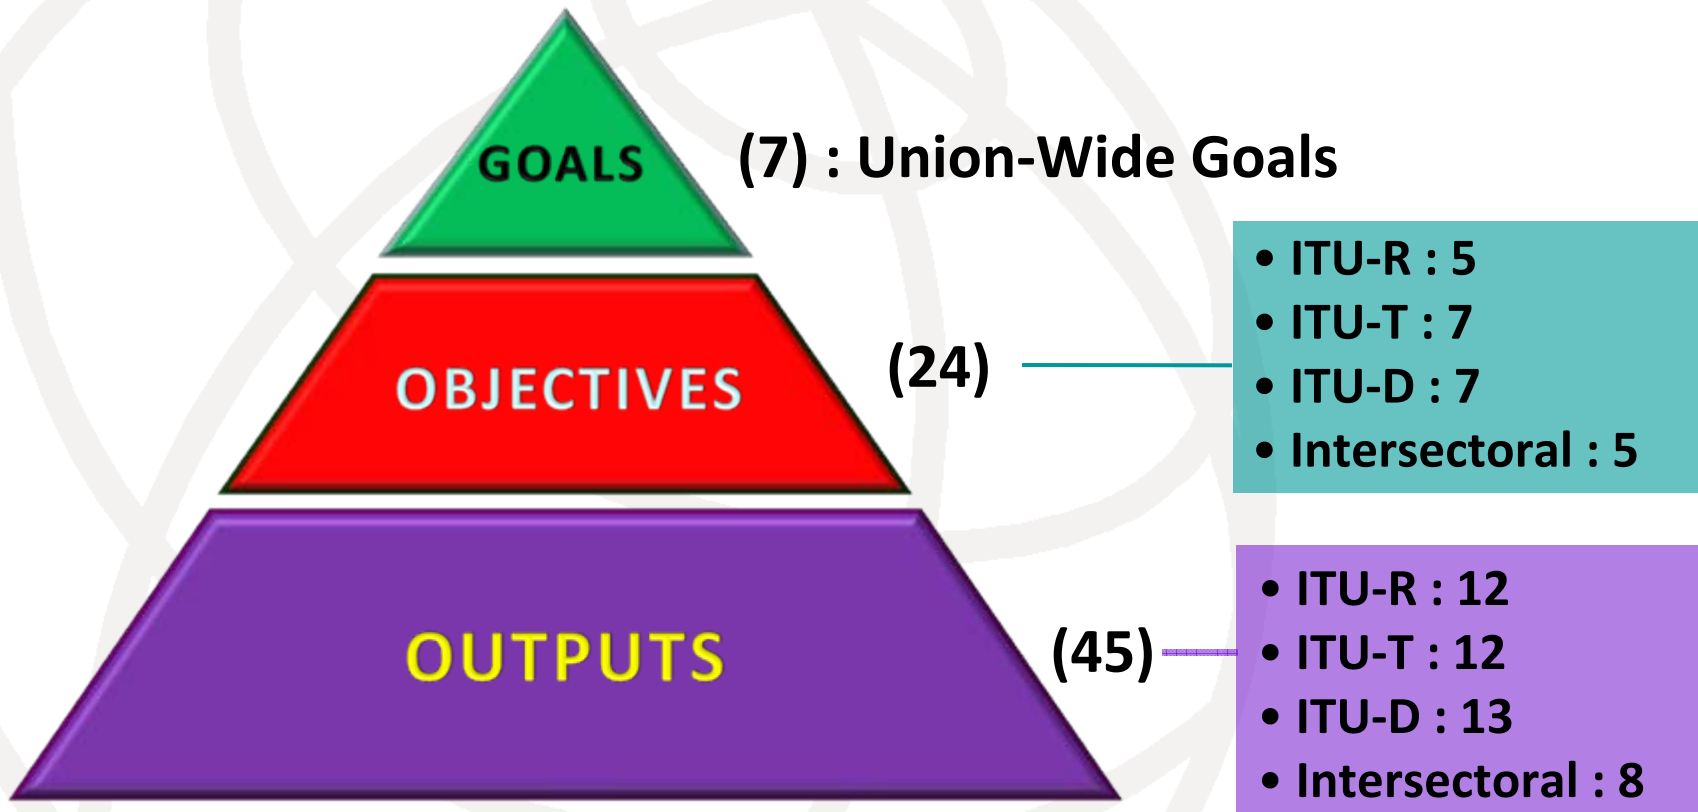 GOALS
(7) : Union-Wide Goals
OBJECTIVES
(24)
• ITU-R : 5
• ITU-T : 7
• ITU-D : 7
• Intersectoral : 5
OUTPUTS
(45)
• ITU-R : 12
• ITU-T : 12
• ITU-D : 13
• Intersectoral : 8